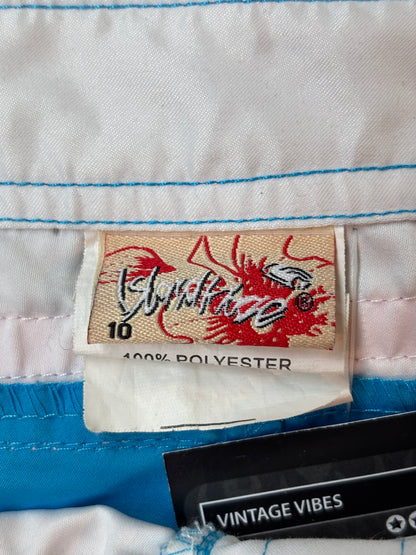 ®
10
100% POLYESTER
VINTAGE VIBES